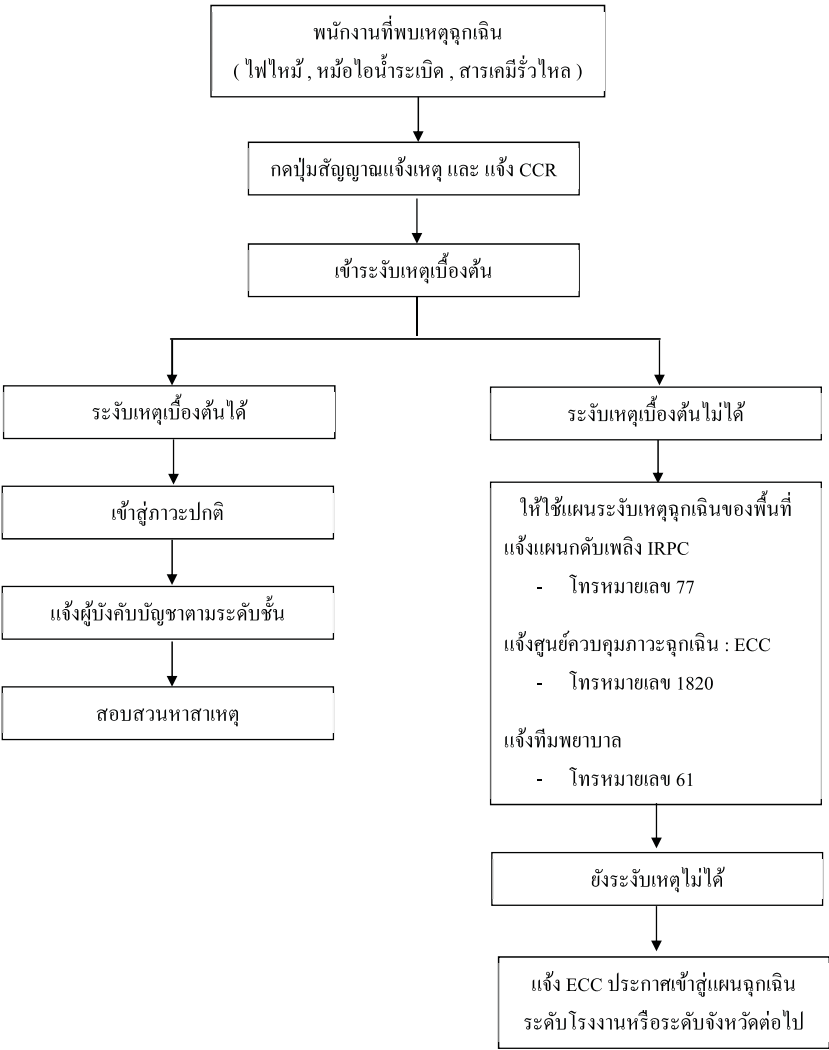 พนักงานที่พบเหตุฉุกเฉิน
( ไฟไหม้ , หม้อไอน้ำระเบิด , สารเคมีรั่วไหล )
กดปุ่มสัญญาณแจ้งเหตุ และ แจ้ง CCR
เข้าระงับเหตุเบื้องต้น
ระงับเหตุเบื้องต้นได้
เข้าสู่ภาวะปกติ
แจ้งผู้บังคับบัญชาตามระดับชั้น
สอบสวนหาสาเหตุ
ระงับเหตุเบื้องต้นไม่ได้
ให้ใช้แผนระงับเหตุฉุกเฉินของพื้นที่
แจ้งแผนกดับเพลิง IRPC
- โทรหมายเลข 77
แจ้งศูนย์ควบคุมภาวะฉุกเฉิน : ECC
- โทรหมายเลข 1820
แจ้งทีมพยาบาล
- โทรหมายเลข 61
ยังระงับเหตุไม่ได้
แจ้ง ECC ประกาศเข้าสู่แผนฉุกเฉิน
ระดับโรงงานหรือระดับจังหวัดต่อไป